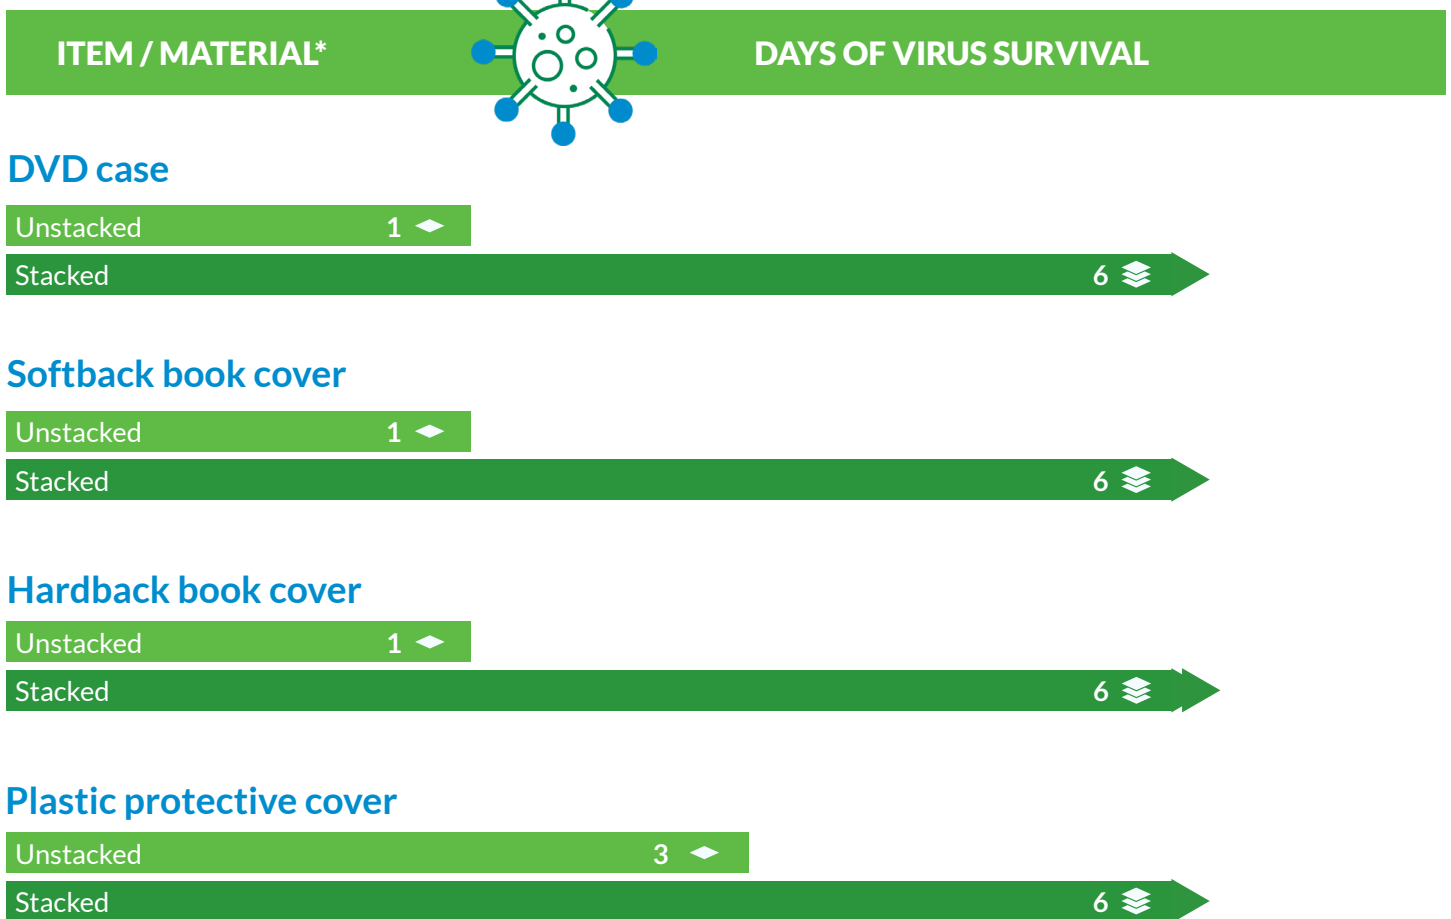 ITEM / MATERIAL* DAYS OF VIRUS SURVIVAL
DVD case
Unstacked 1
Stacked 6
Softback book cover
Unstacked 1
Stacked 6
Hardback book cover
Unstacked 1
Stacked 6
Plastic protective cover
Unstacked 3
Stacked 6